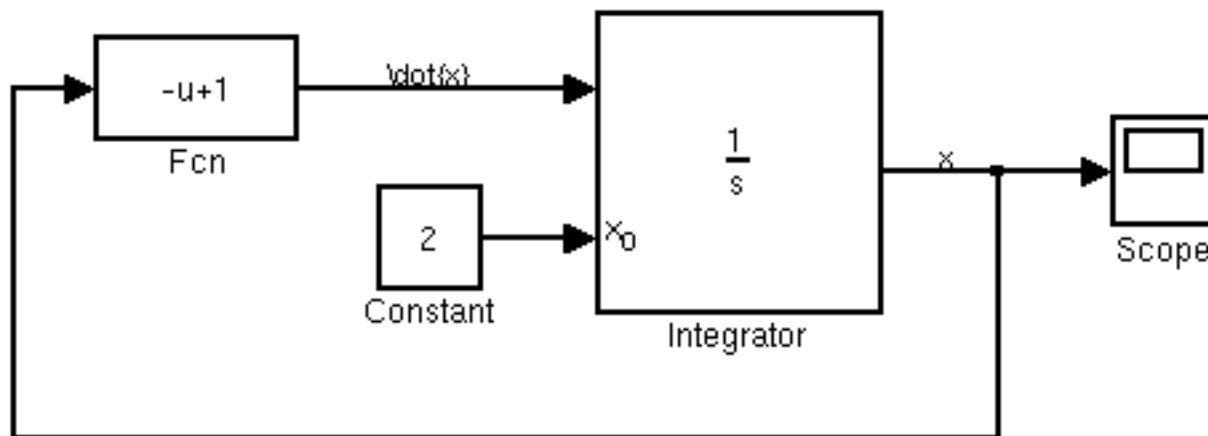 \dot{x}
-u+1
Fcn
1
s
x
2
x0
Constant
Integrator
Scope